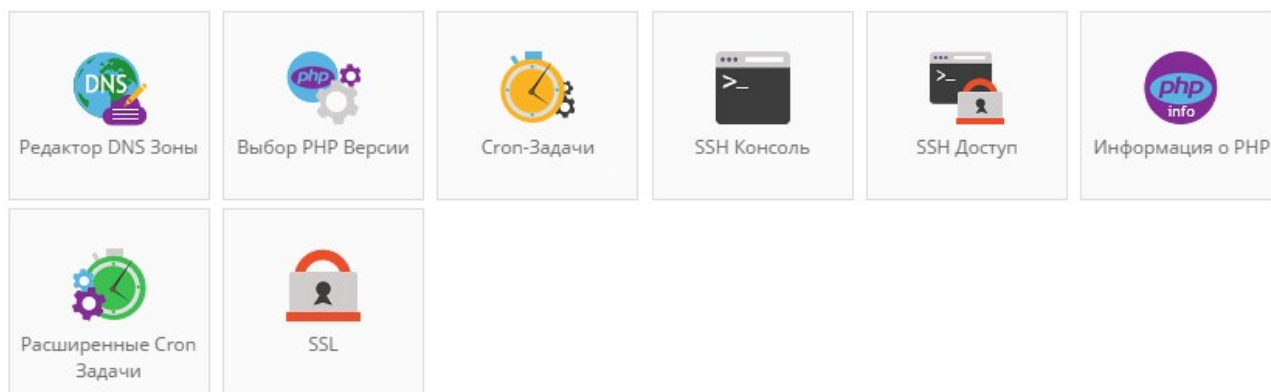 DNS
php
>_
>_
php
info
Редактор DNS Зоны
Выбор PHP Версии
Cron-Задачи
SSH Консоль
SSH Доступ
Информация о PHP
Расширенные Cron
Задачи
SSL